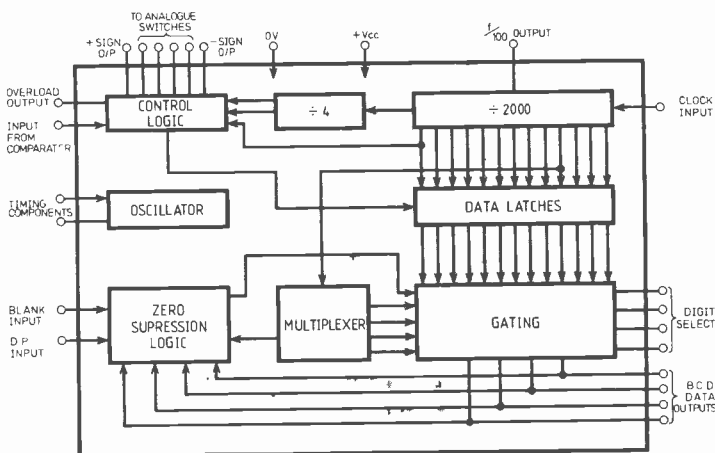 TO ANALOGUE
SWITCHES
+SIGN
O/P
-SIGN
O/P
0V
+Vcc
f/100 OUTPUT
OVERLOAD
OUTPUT
INPUT
FROM
COMPARATER
CONTROL
LOGIC
÷ 4
÷ 2000
CLOCK
INPUT
TIMING
COMPONENTS
OSCILLATOR
DATA LATCHES
BLANK
INPUT
D.P
INPUT
ZERO
SUPRESSION
LOGIC
MULTIPLEXER
GATING
DIGIT
SELECT
B C D
DATA
OUTPUTS